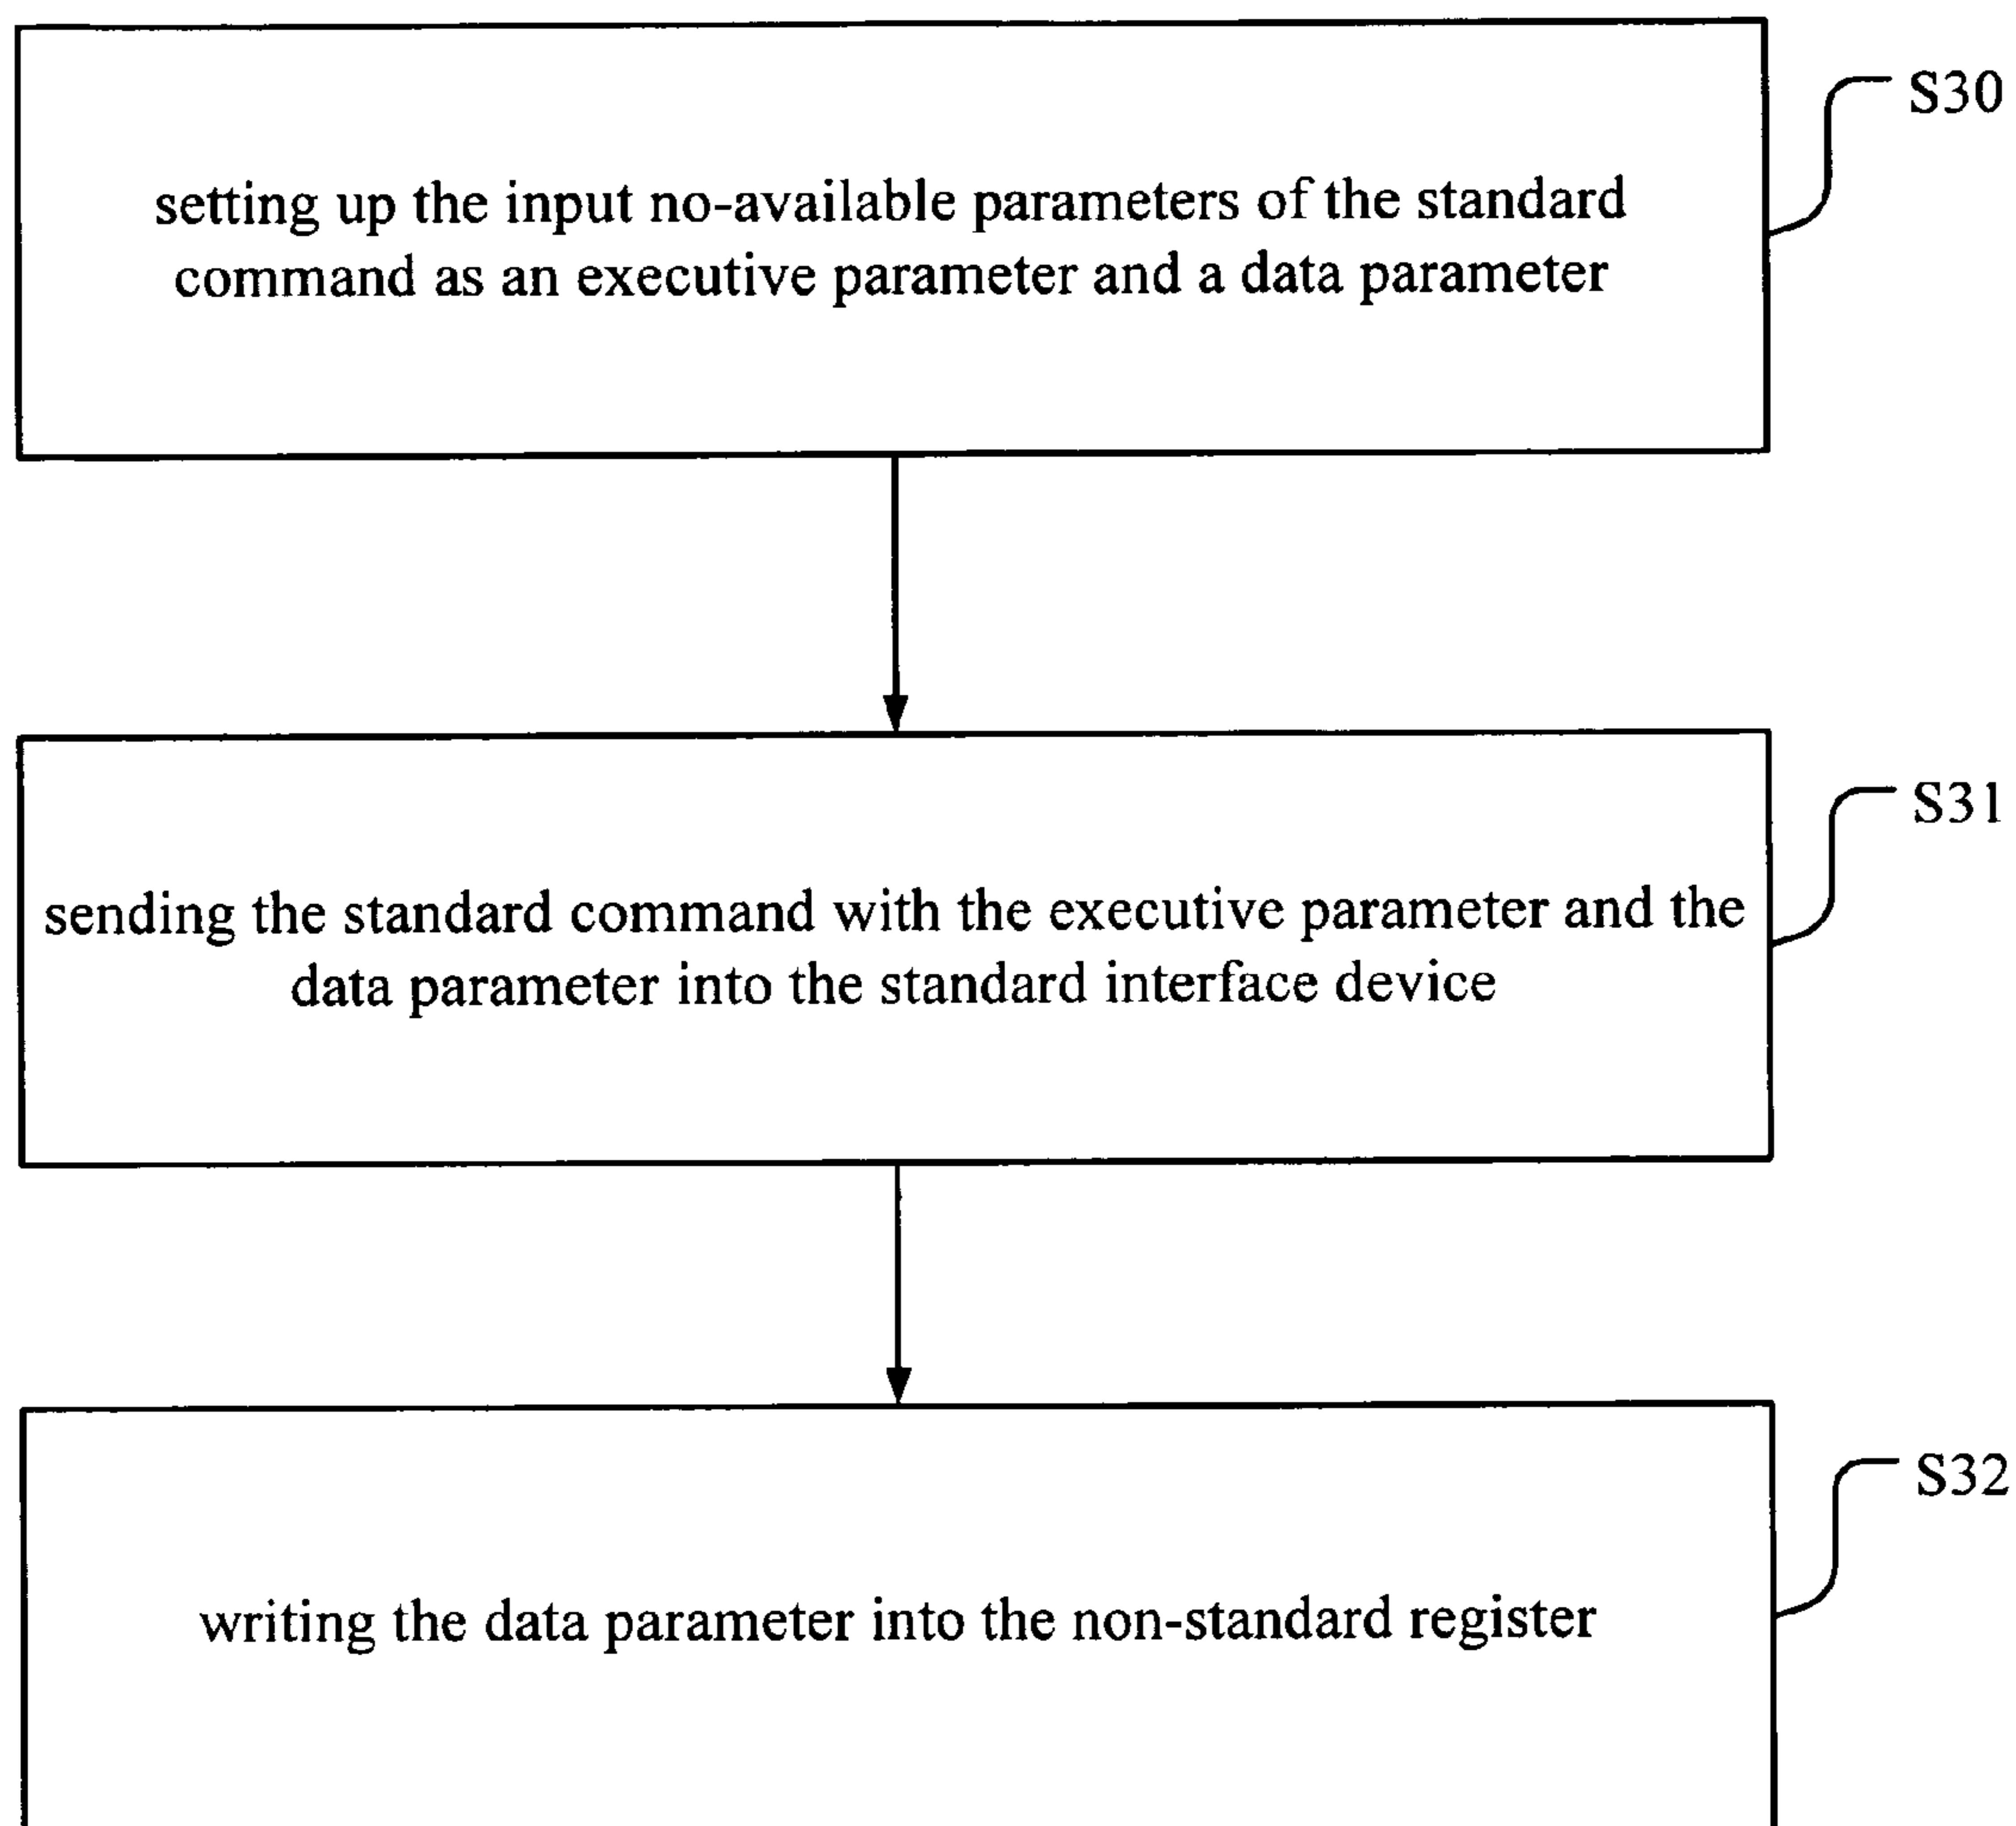 S30
setting up the input no-available parameters of the standard
command as an executive parameter and a data parameter
S31
sending the standard command with the executive parameter and the
data parameter into the standard interface device
S32
writing the data parameter into the non-standard register